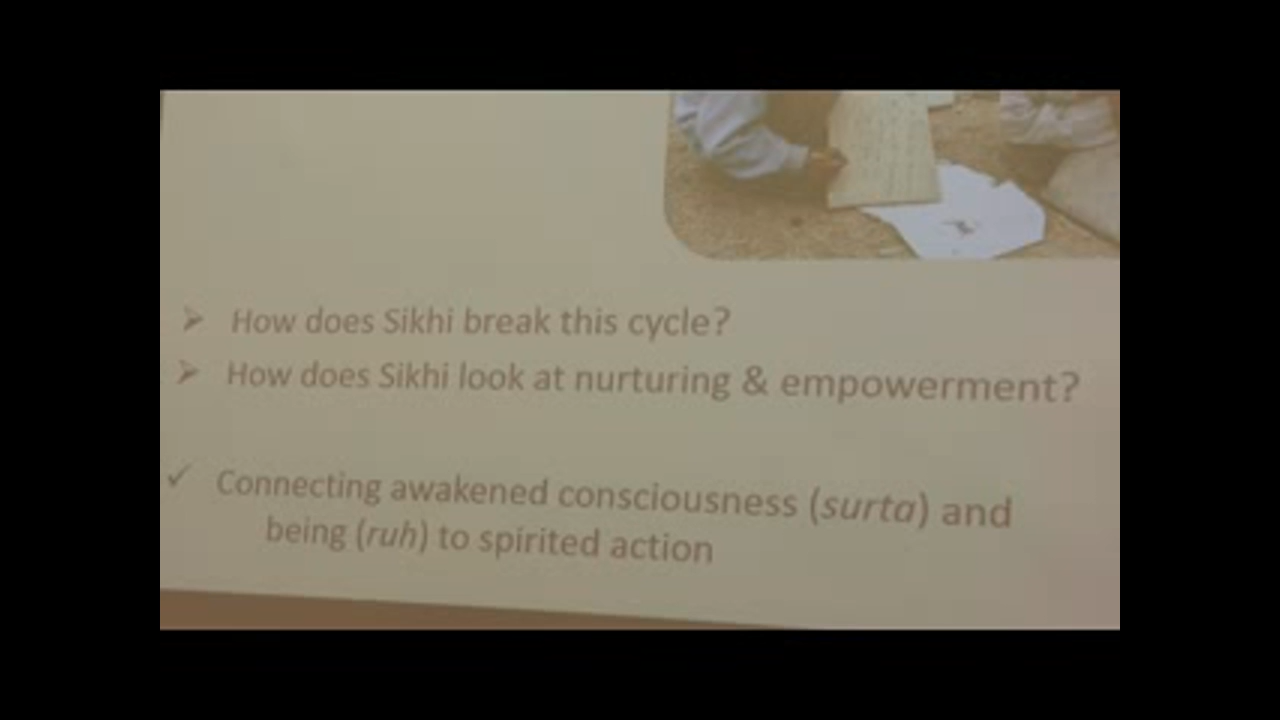 How does Sikhi break this cycle?
How does Sikhi look at nurturing & empowerment?
Connecting awakened consciousness (surta) and
being (ruh) to spirited action